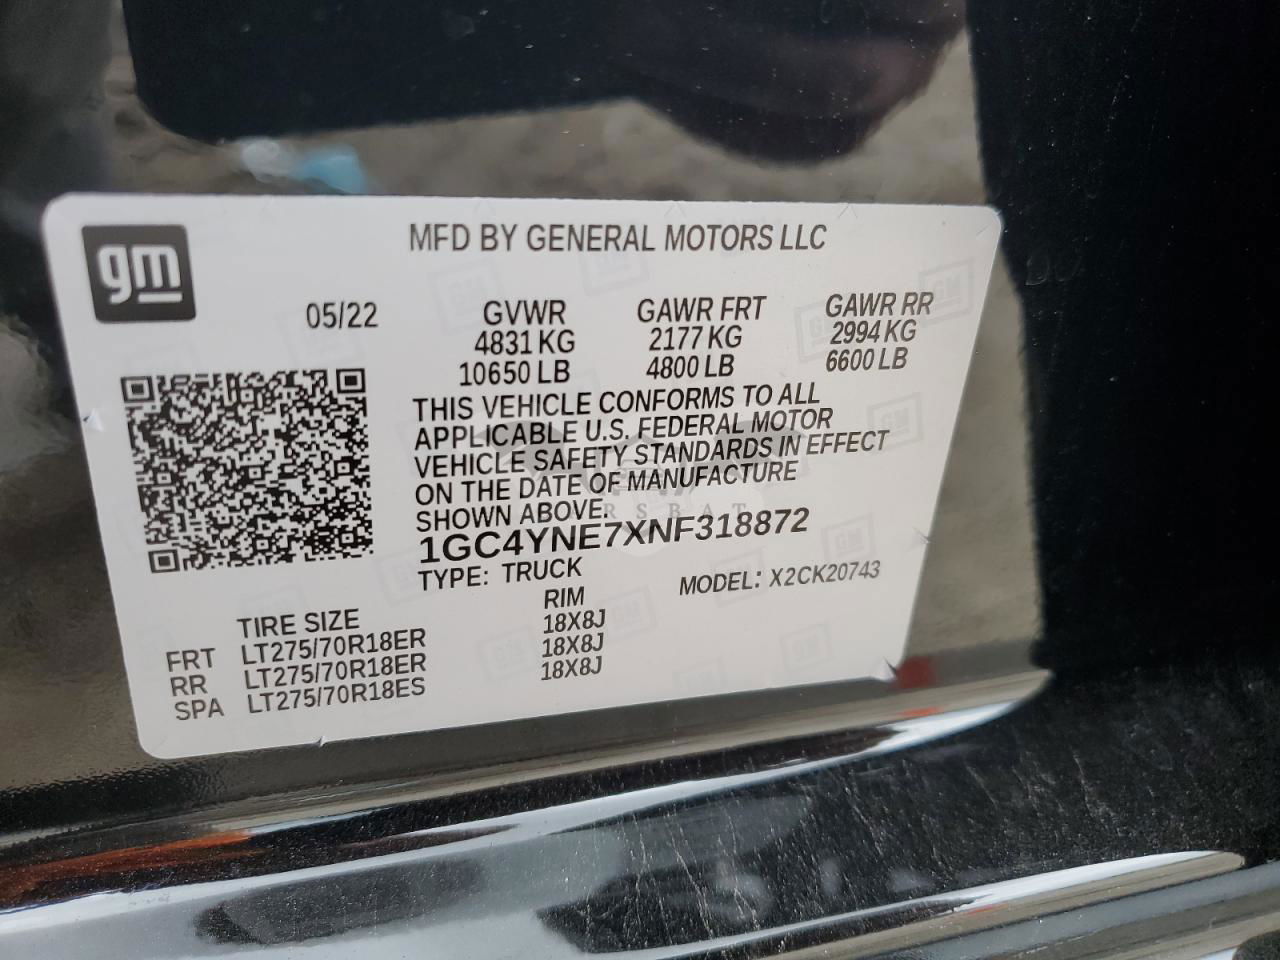 gm
MFD BY GENERAL MOTORS LLC
05/22
GVWR
4831 KG
10650 LB
GAWR FRT
2177 KG
4800 LB
GAWR RR
2994 KG
6600 LB
THIS VEHICLE CONFORMS TO ALL
APPLICABLE U.S. FEDERAL MOTOR
VEHICLE SAFETY STANDARDS IN EFFECT
ON THE DATE OF MANUFACTURE
SHOWN ABOVE.
1GC4YNE7XNF318872
TYPE: TRUCK
MODEL: X2CK20743
TIRE SIZE RIM
FRT LT275/70R18ER 18X8J
RR LT275/70R18ER 18X8J
SPA LT275/70R18ES 18X8J